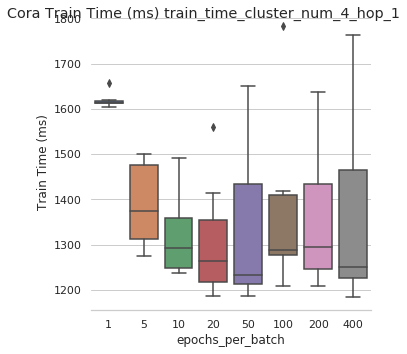 Cora Train Time (ms) train_time_cluster_num_4_hop_1
1800
1700
1600
1500
1400
1300
1200
Train Time (ms)
1 5 10 20 50 100 200 400
epochs_per_batch